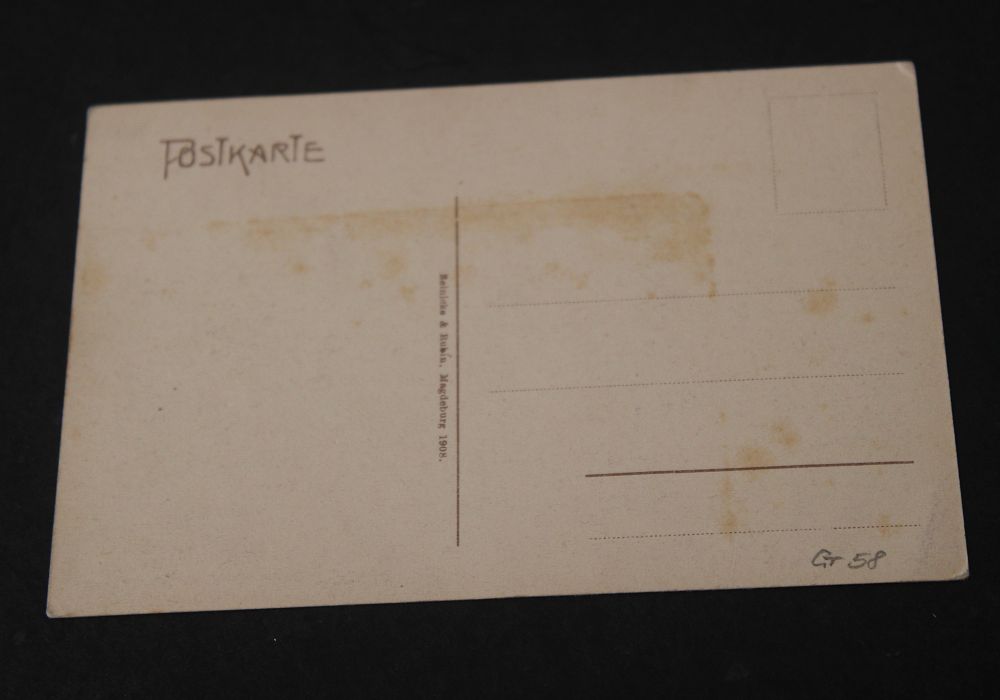 POSTKARTE
Reinicke & Rubin, Magdeburg 1908.
Gr 58